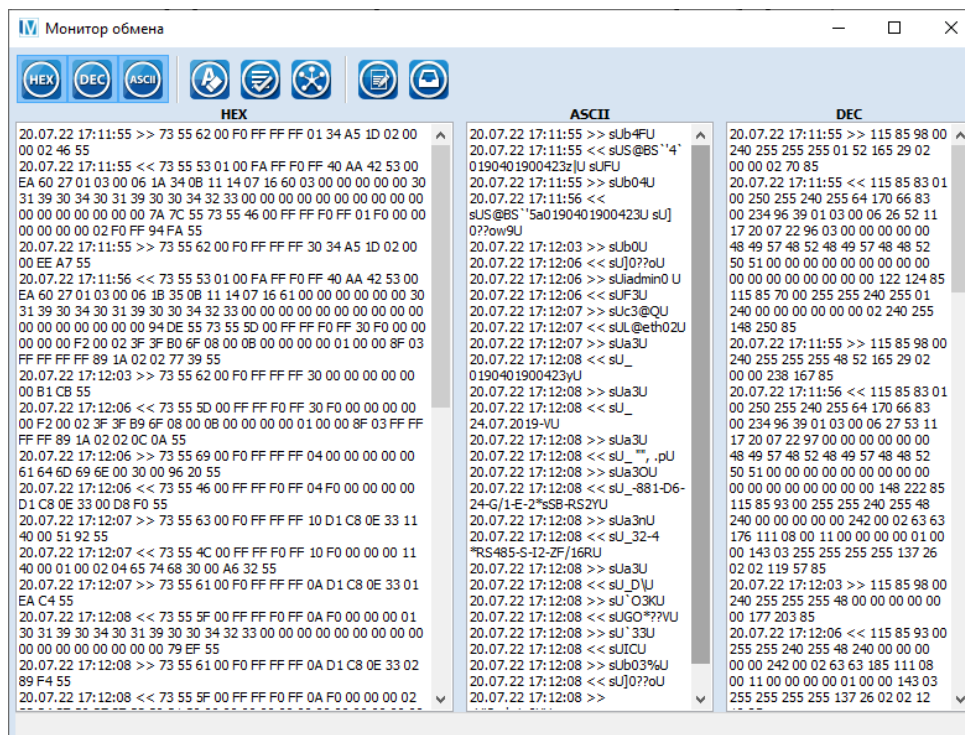 Монитор обмена
HEX DEC ASCII
HEX
20.07.22 17:11:55 >> 73 55 62 00 F0 FF FF FF 01 34 A5 1D 02 00
00 02 46 55
20.07.22 17:11:55 << 73 55 53 01 00 FA FF F0 FF 40 AA 42 53 00
EA 60 27 01 03 00 06 1A 34 0B 11 14 07 16 60 03 00 00 00 00 00 30
31 39 30 34 30 31 39 30 30 34 32 33 00 00 00 00 00 00 00 00 00 00
00 00 00 00 00 00 00 7A 7C 55 73 55 46 00 FF FF F0 FF 01 F0 00 00
00 00 00 00 02 F0 FF 94 FA 55
20.07.22 17:11:55 >> 73 55 62 00 F0 FF FF FF 30 34 A5 1D 02 00
00 EE A7 55
20.07.22 17:11:56 << 73 55 53 01 00 FA FF F0 FF 40 AA 42 53 00
EA 60 27 01 03 00 06 1B 35 0B 11 14 07 16 61 00 00 00 00 00 00 30
31 39 30 34 30 31 39 30 30 34 32 33 00 00 00 00 00 00 00 00 00 00
00 00 00 00 00 00 00 94 DE 55 73 55 5D 00 FF FF F0 FF 30 F0 00 00
00 00 00 F2 00 02 3F 3F B0 6F 08 00 0B 00 00 00 00 01 00 00 8F 03
FF FF FF FF 89 1A 02 02 77 39 55
20.07.22 17:12:03 >> 73 55 62 00 F0 FF FF FF 30 00 00 00 00 00
00 B1 CB 55
20.07.22 17:12:06 << 73 55 5D 00 FF FF F0 FF 30 F0 00 00 00 00
00 F2 00 02 3F 3F B9 6F 08 00 0B 00 00 00 00 01 00 00 8F 03 FF FF
FF FF 89 1A 02 02 0C 0A 55
20.07.22 17:12:06 >> 73 55 69 00 F0 FF FF FF 04 00 00 00 00 00
61 64 6D 69 6E 00 30 00 96 20 55
20.07.22 17:12:06 << 73 55 46 00 FF FF F0 FF 04 F0 00 00 00 00
D1 C8 0E 33 00 D8 F0 55
20.07.22 17:12:07 >> 73 55 63 00 F0 FF FF FF 10 D1 C8 0E 33 11
40 00 51 92 55
20.07.22 17:12:07 << 73 55 4C 00 FF FF F0 FF 10 F0 00 00 00 11
40 00 01 00 02 04 65 74 68 30 00 A6 32 55
20.07.22 17:12:07 >> 73 55 61 00 F0 FF FF FF 0A D1 C8 0E 33 01
EA C4 55
20.07.22 17:12:08 << 73 55 5F 00 FF FF F0 FF 0A F0 00 00 00 01
30 31 39 30 34 30 31 39 30 30 34 32 33 00 00 00 00 00 00 00 00 00
00 00 00 00 00 00 00 00 79 EF 55
20.07.22 17:12:08 >> 73 55 61 00 F0 FF FF FF 0A D1 C8 0E 33 02
89 F4 55
20.07.22 17:12:08 << 73 55 5F 00 FF FF F0 FF 0A F0 00 00 00 02
ASCII
20.07.22 17:11:55 >> sUb4FU
20.07.22 17:11:55 << sUS@BS`'4`
0190401900423z|U sUFU
20.07.22 17:11:55 >> sUb04U
20.07.22 17:11:56 <<
sUS@BS`'5a0190401900423U sU]
0??ow9U
20.07.22 17:12:03 >> sUb0U
20.07.22 17:12:06 << sU]0??oU
20.07.22 17:12:06 >> sUiadmin0 U
20.07.22 17:12:06 << sUF3U
20.07.22 17:12:07 >> sUc3@QU
20.07.22 17:12:07 << sUL@eth02U
20.07.22 17:12:07 >> sUa3U
20.07.22 17:12:08 << sU_
0190401900423yU
20.07.22 17:12:08 >> sUa3U
20.07.22 17:12:08 << sU_
24.07.2019-VU
20.07.22 17:12:08 >> sUa3U
20.07.22 17:12:08 << sU_ "", .pU
20.07.22 17:12:08 >> sUa3OU
20.07.22 17:12:08 << sU_-881-D6-
24-G/1-E-2*sSB-RS2YU
20.07.22 17:12:08 >> sUa3nU
20.07.22 17:12:08 << sU_32-4
*RS485-S-I2-ZF/16RU
20.07.22 17:12:08 >> sUa3U
20.07.22 17:12:08 << sU_D\U
20.07.22 17:12:08 >> sU`O3KU
20.07.22 17:12:08 << sUGO*??VU
20.07.22 17:12:08 >> sU`33U
20.07.22 17:12:08 << sUICU
20.07.22 17:12:08 >> sUb03%U
20.07.22 17:12:08 << sU]0??oU
20.07.22 17:12:08 >>
DEC
20.07.22 17:11:55 >> 115 85 98 00
240 255 255 255 01 52 165 29 02
00 00 02 70 85
20.07.22 17:11:55 << 115 85 83 01
00 250 255 240 255 64 170 66 83
00 234 96 39 01 03 00 06 26 52 11
17 20 07 22 96 03 00 00 00 00 00
48 49 57 48 52 48 49 57 48 48 52
50 51 00 00 00 00 00 00 00 00 00
00 00 00 00 00 00 00 00 122 124 85
115 85 70 00 255 255 240 255 01
240 00 00 00 00 00 00 02 240 255
148 250 85
20.07.22 17:11:55 >> 115 85 98 00
240 255 255 255 48 52 165 29 02
00 00 238 167 85
20.07.22 17:11:56 << 115 85 83 01
00 250 255 240 255 64 170 66 83
00 234 96 39 01 03 00 06 27 53 11
17 20 07 22 97 00 00 00 00 00 00
48 49 57 48 52 48 49 57 48 48 52
50 51 00 00 00 00 00 00 00 00 00
00 00 00 00 00 00 00 00 148 222 85
115 85 93 00 255 255 240 255 48
240 00 00 00 00 00 242 00 02 63 63
176 111 08 00 11 00 00 00 00 01 00
00 143 03 255 255 255 255 137 26
02 02 119 57 85
20.07.22 17:12:03 >> 115 85 98 00
240 255 255 255 48 00 00 00 00 00
00 177 203 85
20.07.22 17:12:06 << 115 85 93 00
255 255 240 255 48 240 00 00 00 00
00 00 242 00 02 63 63 185 111 08
00 11 00 00 00 00 01 00 00 143 03
255 255 255 255 137 26 02 02 12